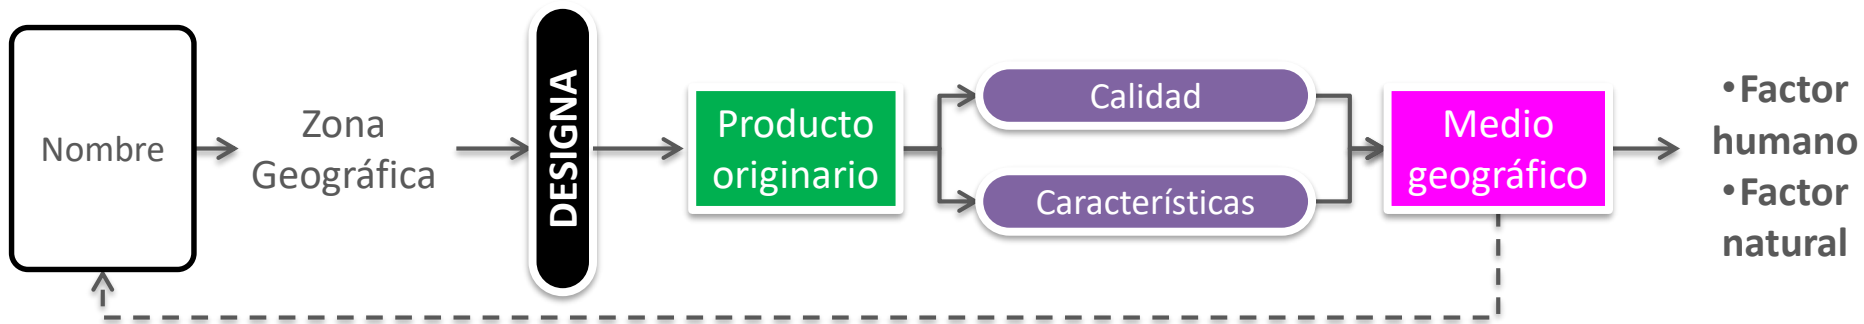 Nombre
Zona
Geográfica
DESIGNA
Producto
originario
Calidad
Características
Medio
geográfico
•Factor
humano
•Factor
natural